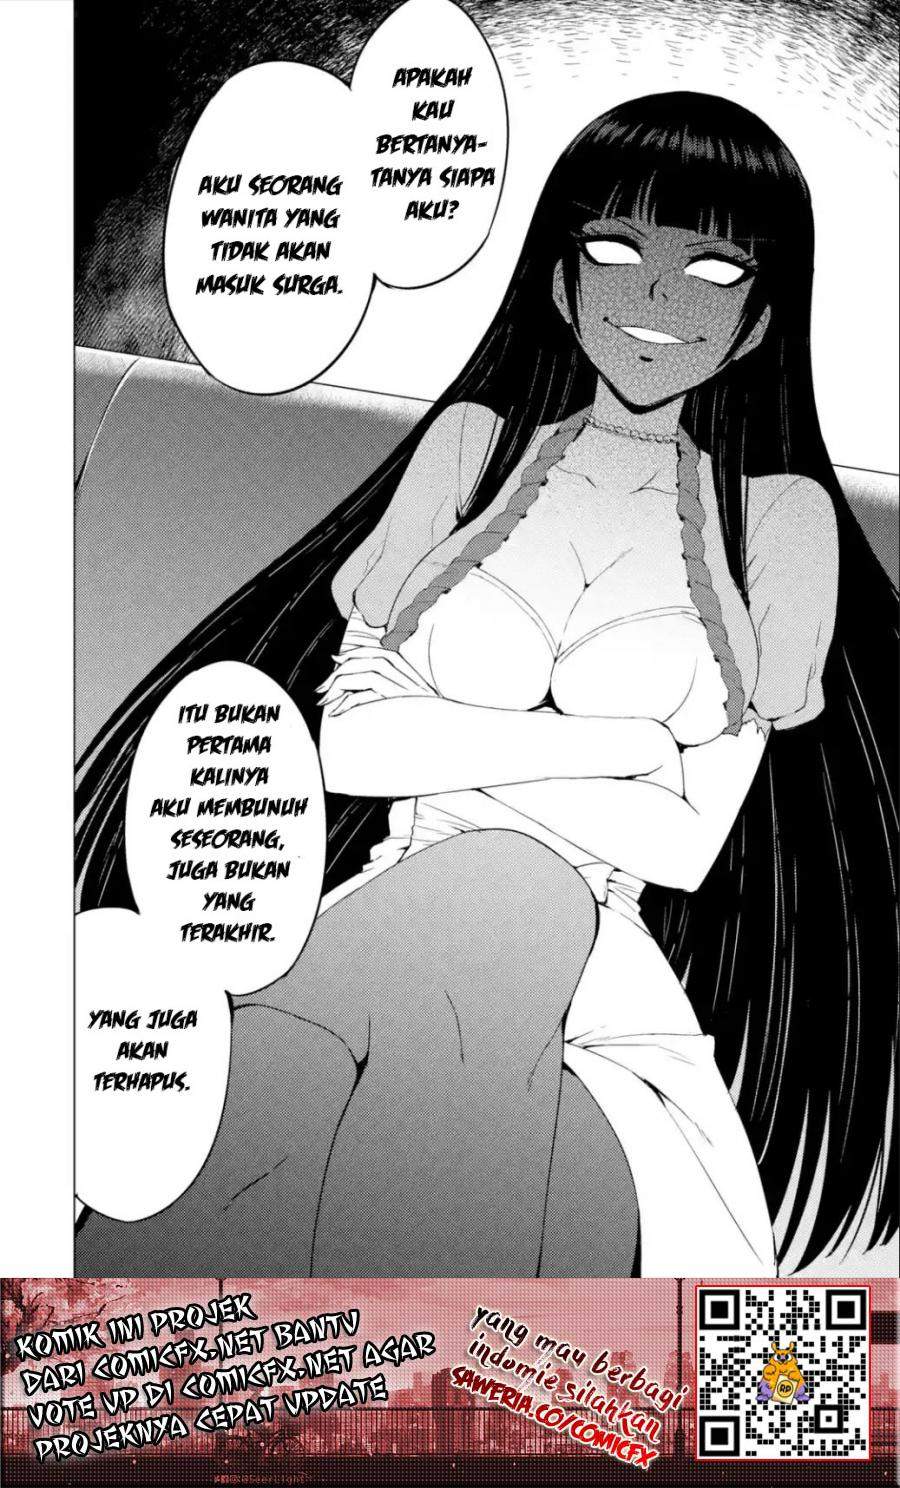 APAKAH
KAU
BERTANYA-
TANYA SIAPA
AKU?
AKU SEORANG
WANITA YANG
TIDAK AKAN
MASUK SURGA.
ITU BUKAN
PERTAMA
KALINYA
AKU MEMBUNUH
SESEORANG,
JUGA BUKAN
YANG
TERAKHIR.
YANG JUGA
AKAN
TERHAPUS.
KOMIK INI PROJEK
DARI COMICFX.NET BANTU
VOTE UP DI COMICFX.NET AGAR
PROJEKNYA CEPAT UPDATE
yang mau berbagi
indomie silahkan
SAWERIA.CO/COMICFX
RP
@SeerLight